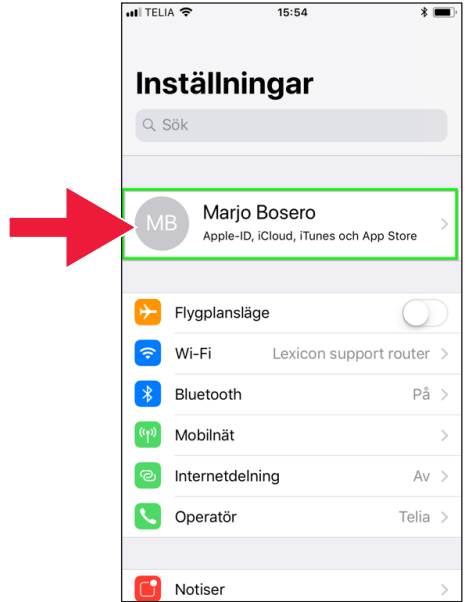 TELIA 15:54
Inställningar
Sök
MB Marjo Bosero
Apple-ID, iCloud, iTunes och App Store
Flygplansläge
Wi-Fi Lexicon support router
Bluetooth På
Mobilnät
Internetdelning Av
Operatör Telia
Notiser